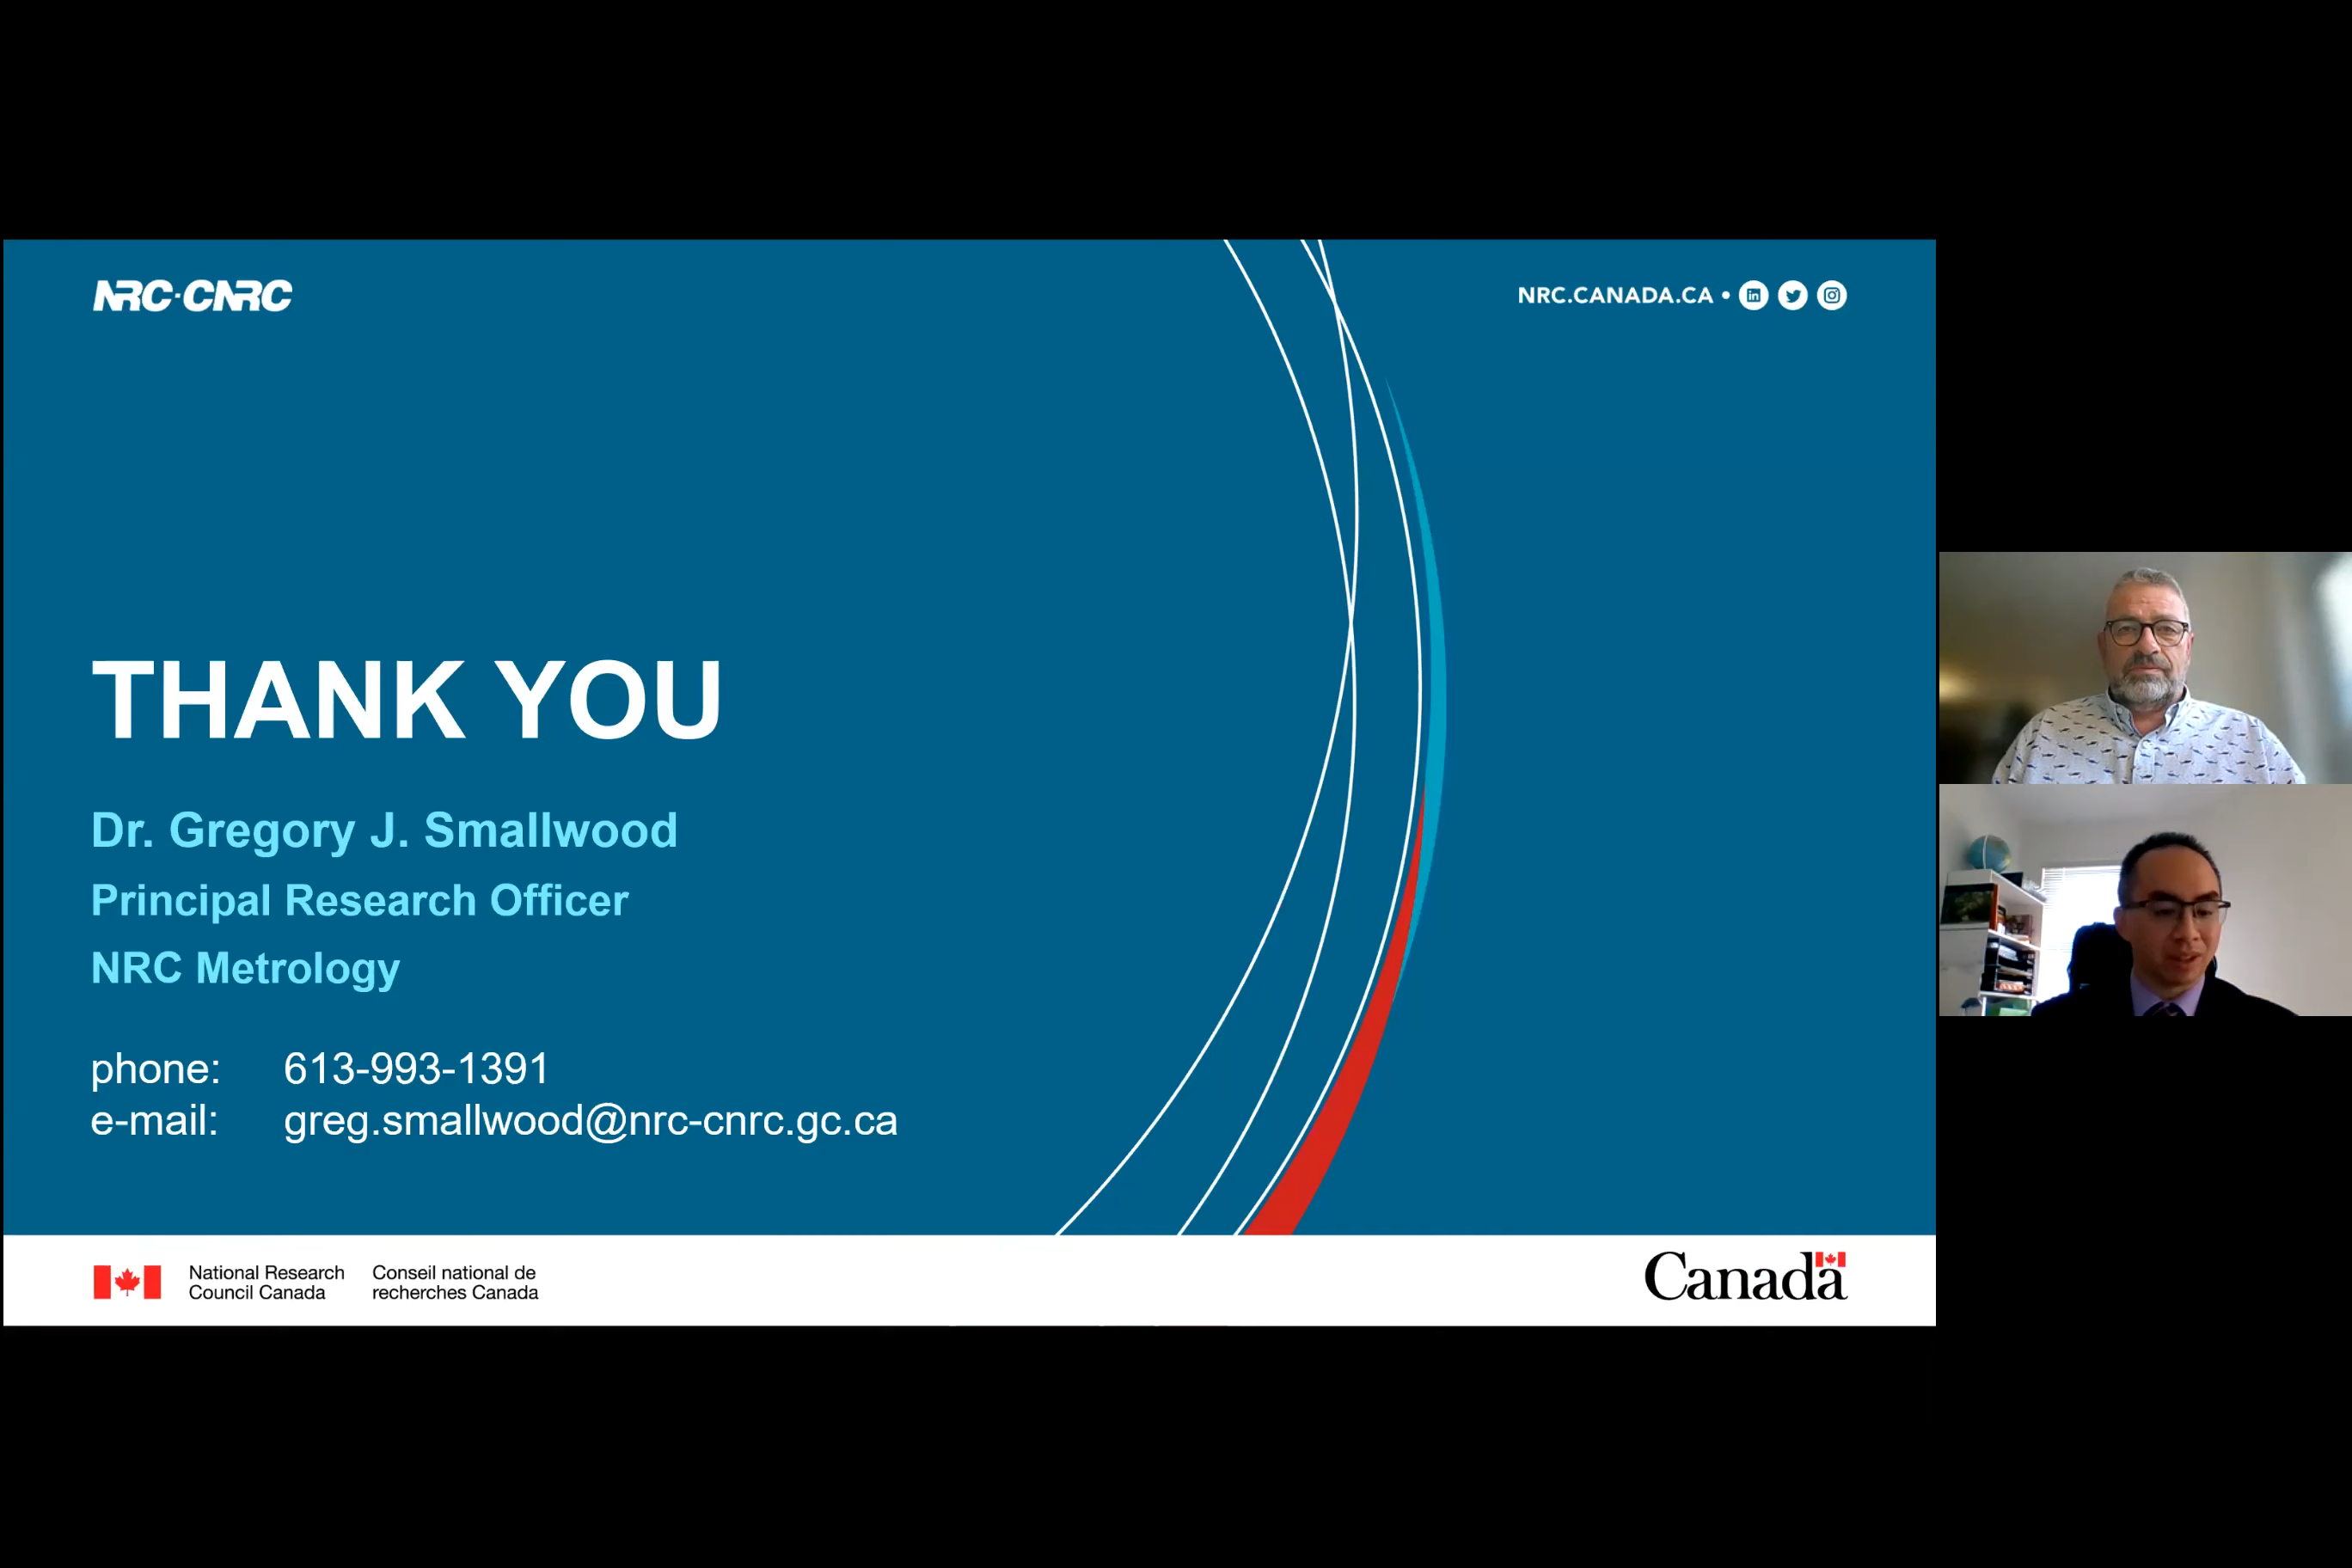 NRC·CNRC
NRC.CANADA.CA •
THANK YOU
Dr. Gregory J. Smallwood
Principal Research Officer
NRC Metrology
phone: 613-993-1391
e-mail: greg.smallwood@nrc-cnrc.gc.ca
National Research Council Canada
Conseil national de recherches Canada
Canada